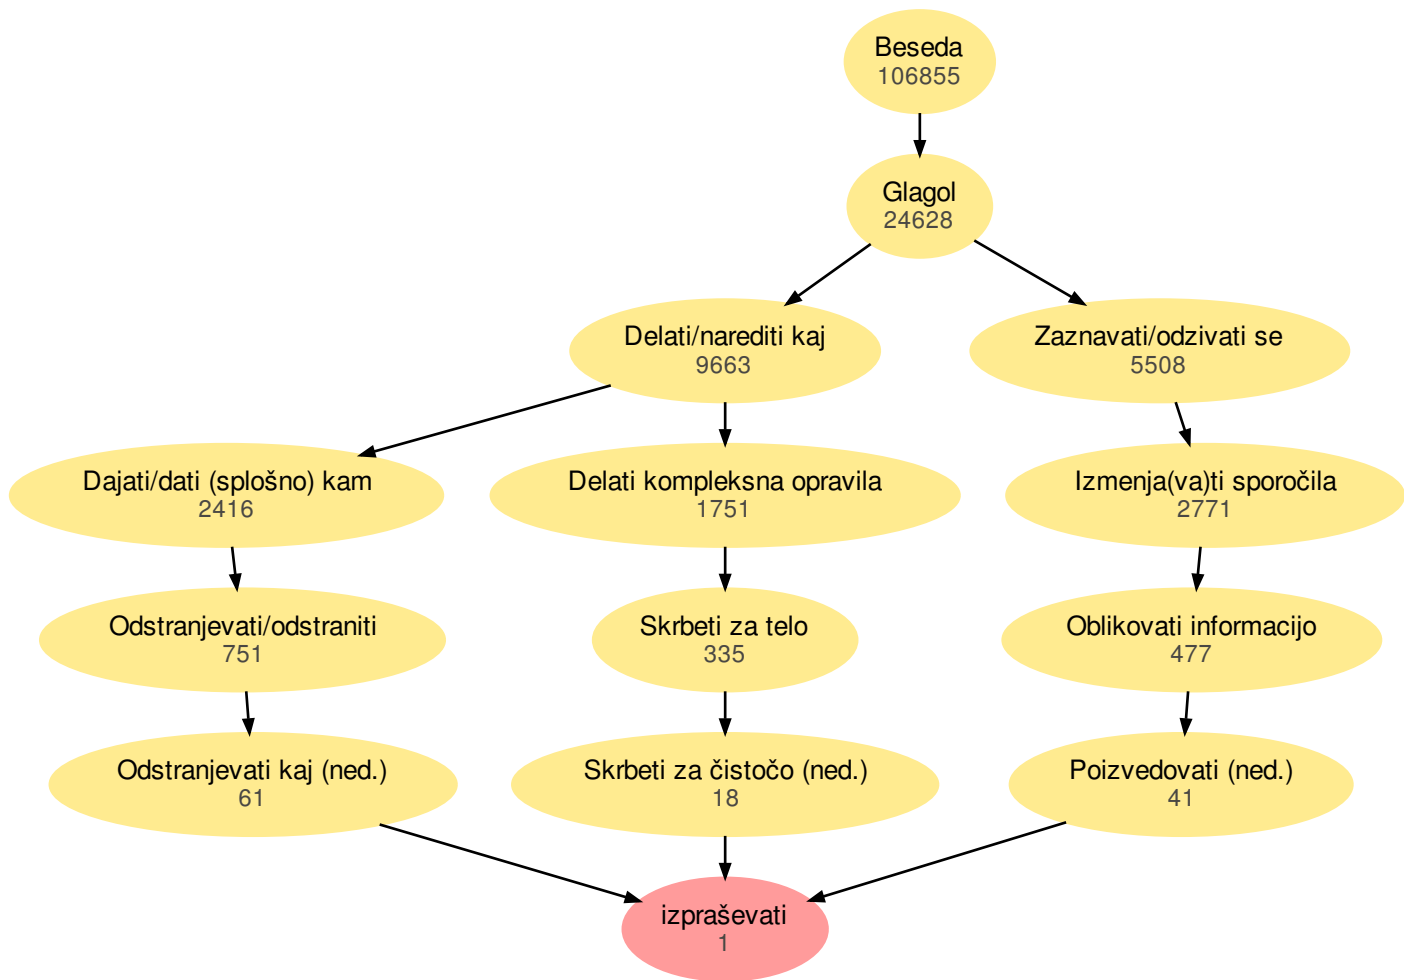 Beseda
106855
Glagol
24628
Delati/narediti kaj
9663
Zaznavati/odzivati se
5508
Dajati/dati (splošno) kam
2416
Delati kompleksna opravila
1751
Izmenja(va)ti sporočila
2771
Odstranjevati/odstraniti
751
Skrbeti za telo
335
Oblikovati informacijo
477
Odstranjevati kaj (ned.)
61
Skrbeti za čistočo (ned.)
18
Poizvedovati (ned.)
41
izpraševati
1